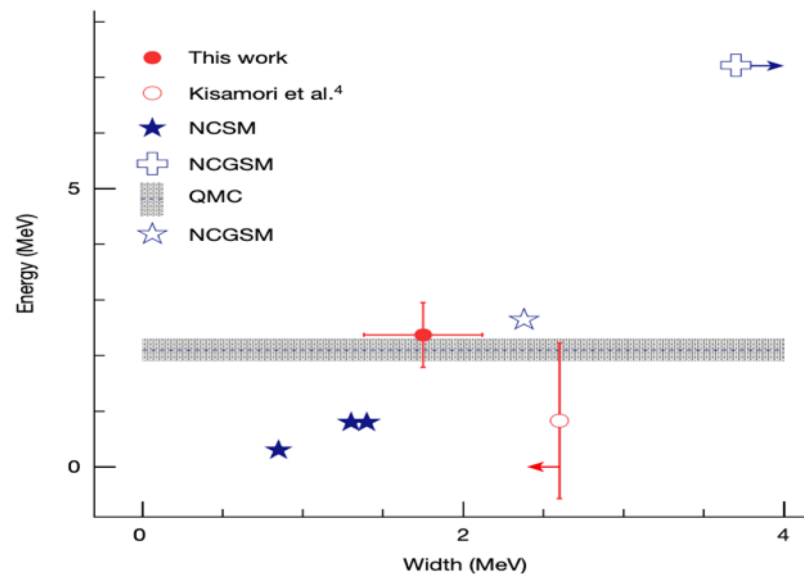 This work
Kisamori et al.4
NCSM
NCGSM
QMC
NCGSM
5
0
Energy (MeV)
0
2
4
Width (MeV)